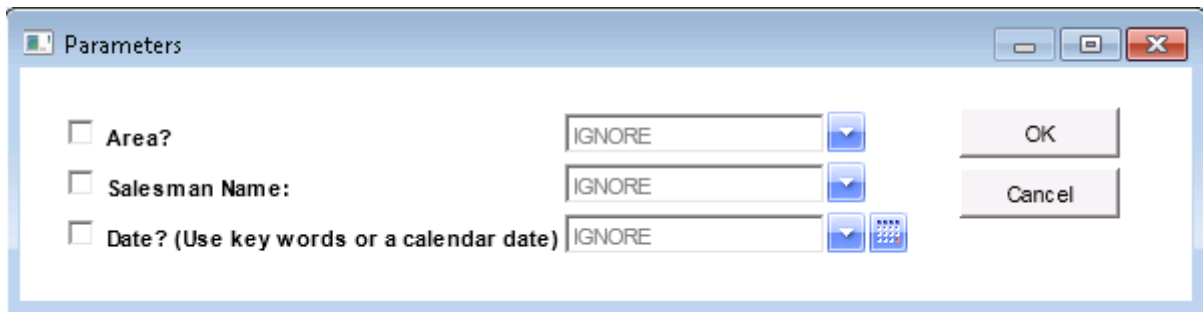 Parameters
Area? IGNORE OK
Salesman Name: IGNORE Cancel
Date? (Use key words or a calendar date) IGNORE